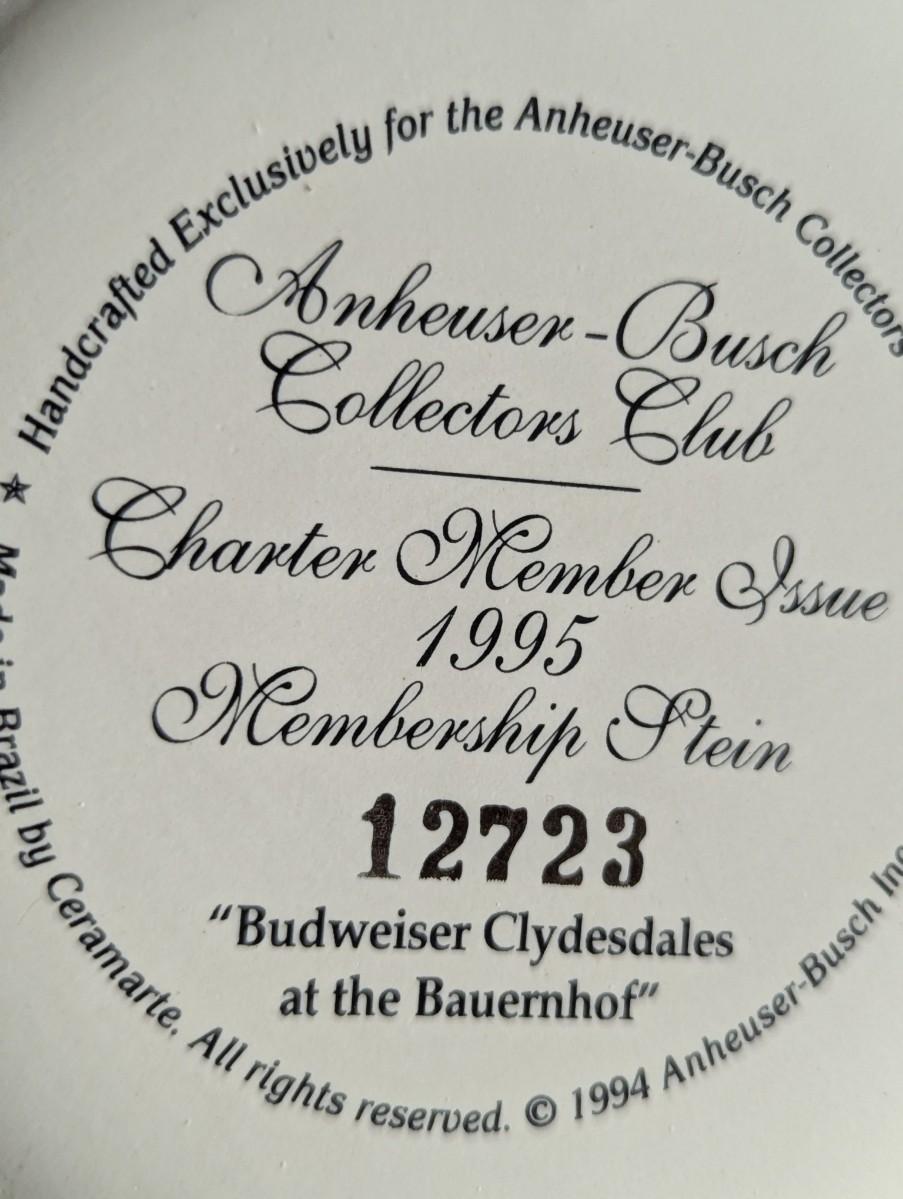 Handcrafted Exclusively for the Anheuser-Busch Collectors
Anheuser-Busch
Collectors Club
Charter Member Issue
1995
Membership Stein
12723
"Budweiser Clydesdales
at the Bauernhof"
★ Made in Brazil by Ceramarte. All rights reserved. © 1994 Anheuser-Busch Inc